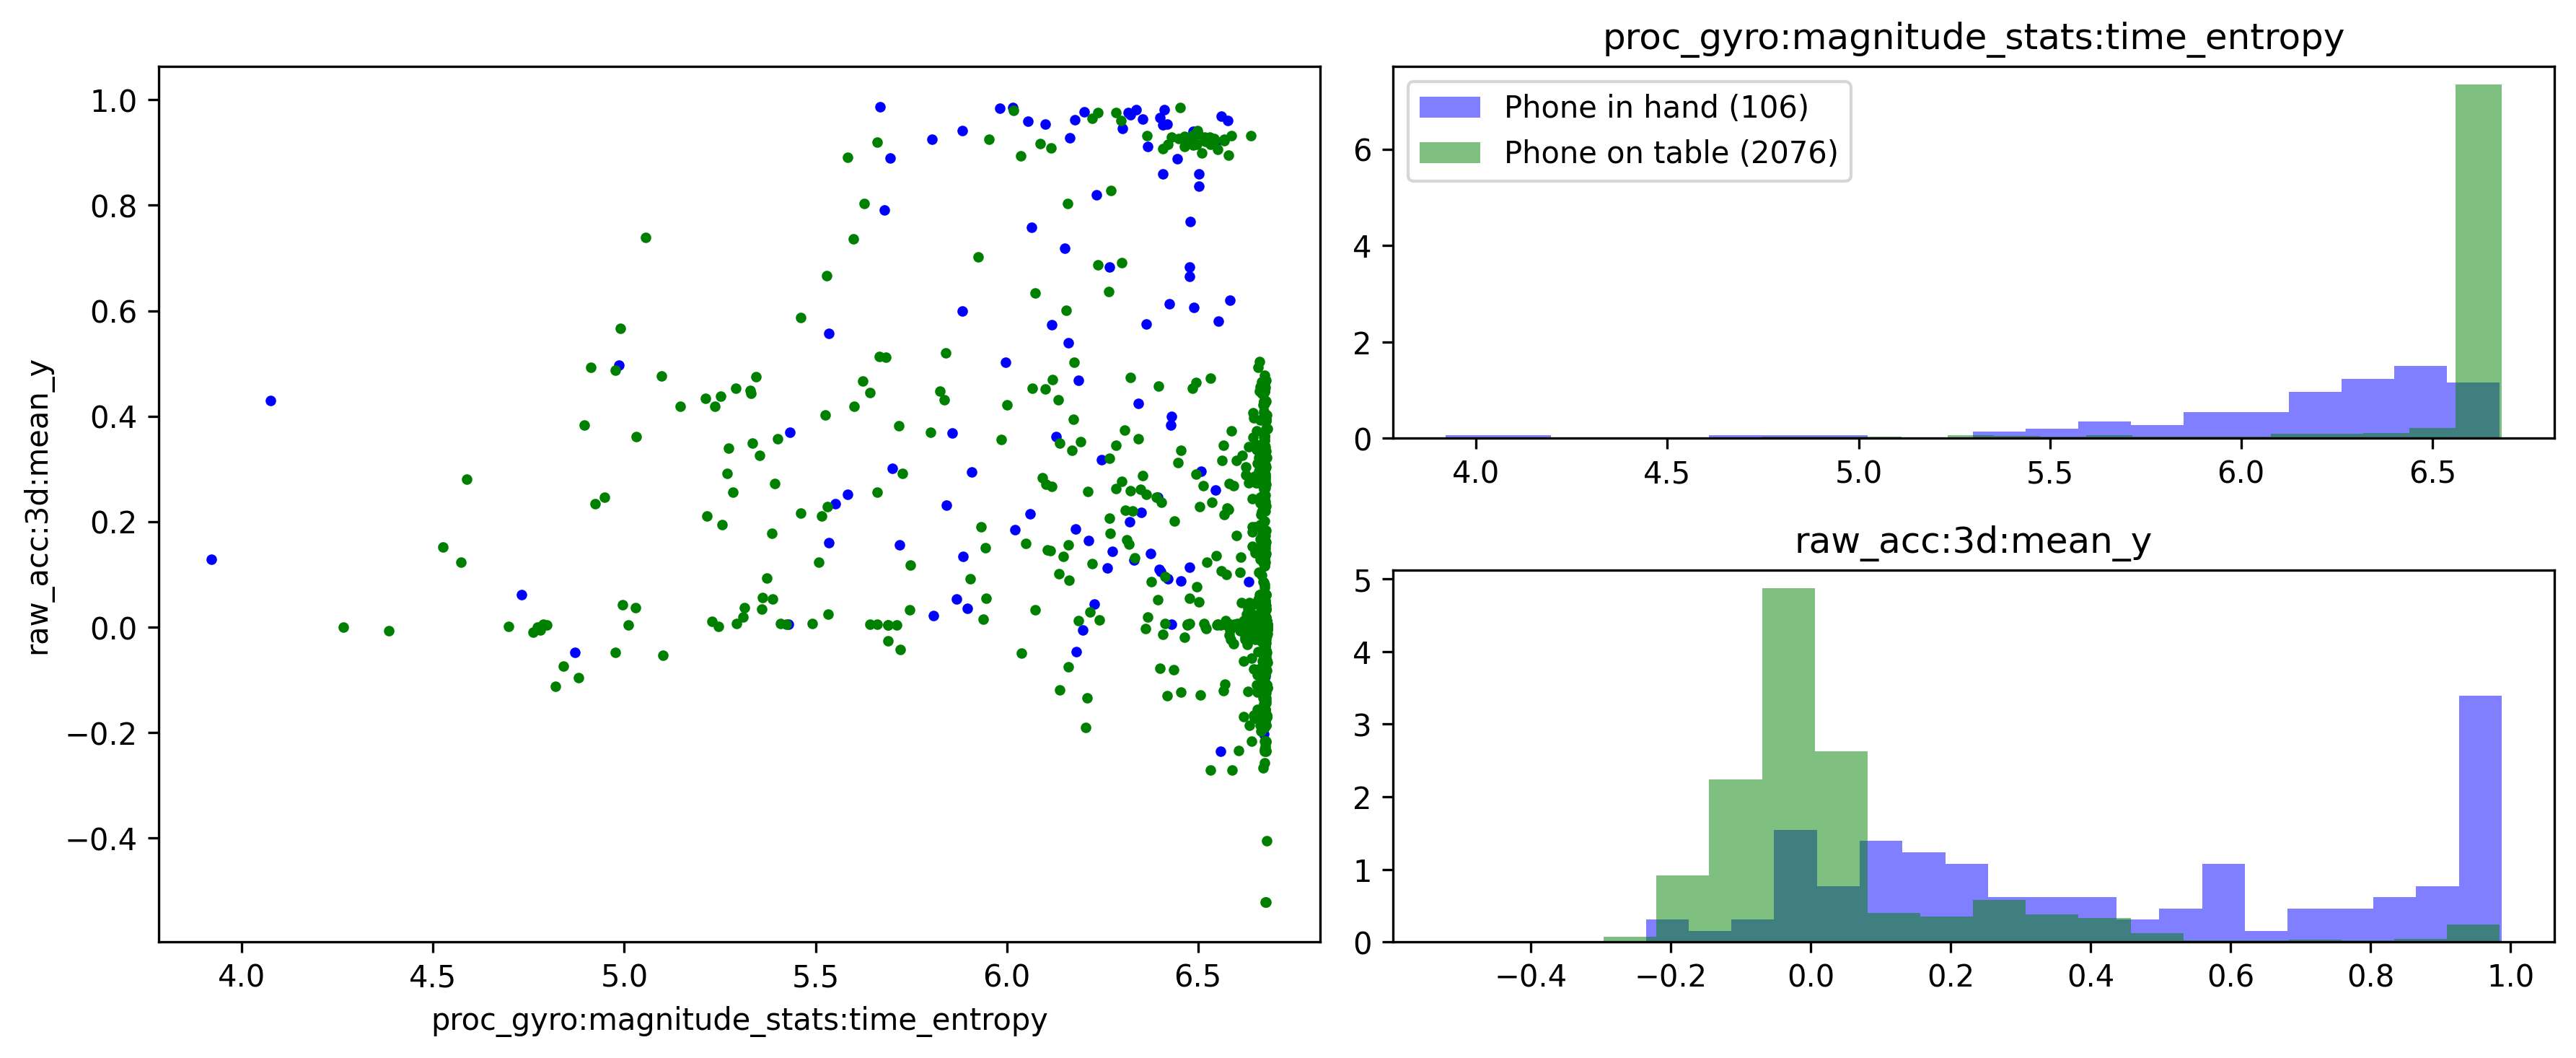 1.0
0.8
0.6
0.4
0.2
0.0
−0.2
−0.4
raw_acc:3d:mean_y
4.0 4.5 5.0 5.5 6.0 6.5
proc_gyro:magnitude_stats:time_entropy
proc_gyro:magnitude_stats:time_entropy
Phone in hand (106)
Phone on table (2076)
6
4
2
0
4.0 4.5 5.0 5.5 6.0 6.5
raw_acc:3d:mean_y
5
4
3
2
1
0
−0.4 −0.2 0.0 0.2 0.4 0.6 0.8 1.0